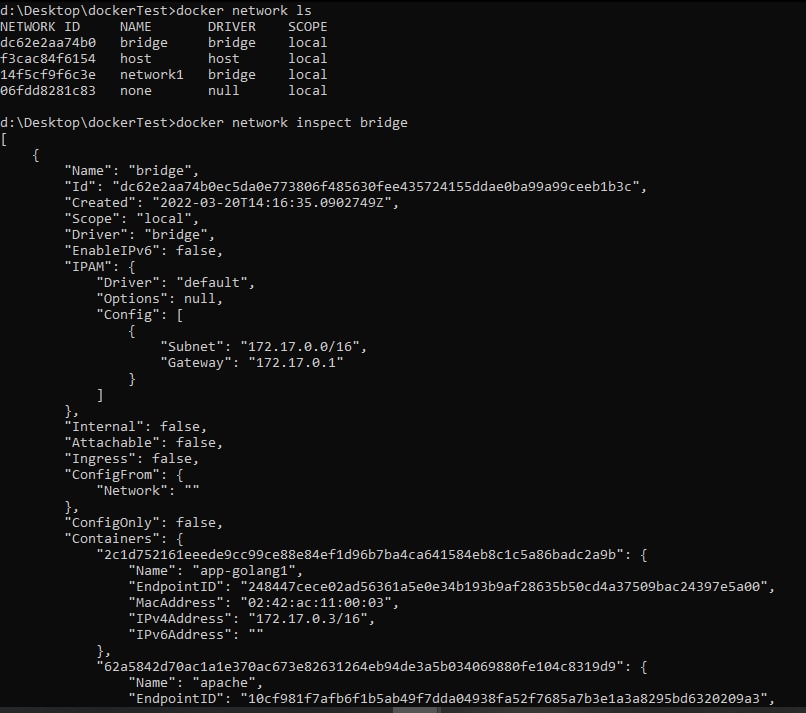 d:\Desktop\dockerTest>docker network ls
NETWORK ID     NAME       DRIVER    SCOPE
dc62e2aa74b0   bridge     bridge    local
f3cac84f6154   host       host      local
14f5cf9f6c3e   network1   bridge    local
06fdd8281c83   none       null      local

d:\Desktop\dockerTest>docker network inspect bridge
[
    {
        "Name": "bridge",
        "Id": "dc62e2aa74b0ec5da0e773806f485630fee435724155ddae0ba99a99ceeb1b3c",
        "Created": "2022-03-20T14:16:35.0902749Z",
        "Scope": "local",
        "Driver": "bridge",
        "EnableIPv6": false,
        "IPAM": {
            "Driver": "default",
            "Options": null,
            "Config": [
                {
                    "Subnet": "172.17.0.0/16",
                    "Gateway": "172.17.0.1"
                }
            ]
        },
        "Internal": false,
        "Attachable": false,
        "Ingress": false,
        "ConfigFrom": {
            "Network": ""
        },
        "ConfigOnly": false,
        "Containers": {
            "2c1d752161eeede9cc99ce88e84ef1d96b7ba4ca641584eb8c1c5a86badc2a9b": {
                "Name": "app-golang1",
                "EndpointID": "248447cece02ad56361a5e0e34b193b9af28635b50cd4a37509bac24397e5a00",
                "MacAddress": "02:42:ac:11:00:03",
                "IPv4Address": "172.17.0.3/16",
                "IPv6Address": ""
            },
            "62a5842d70ac1a1e370ac673e82631264eb94de3a5b034069880fe104c8319d9": {
                "Name": "apache",
                "EndpointID": "10cf981f7afb6f1b5ab49f7dda04938fa52f7685a7b3e1a3a8295bd6320209a3",